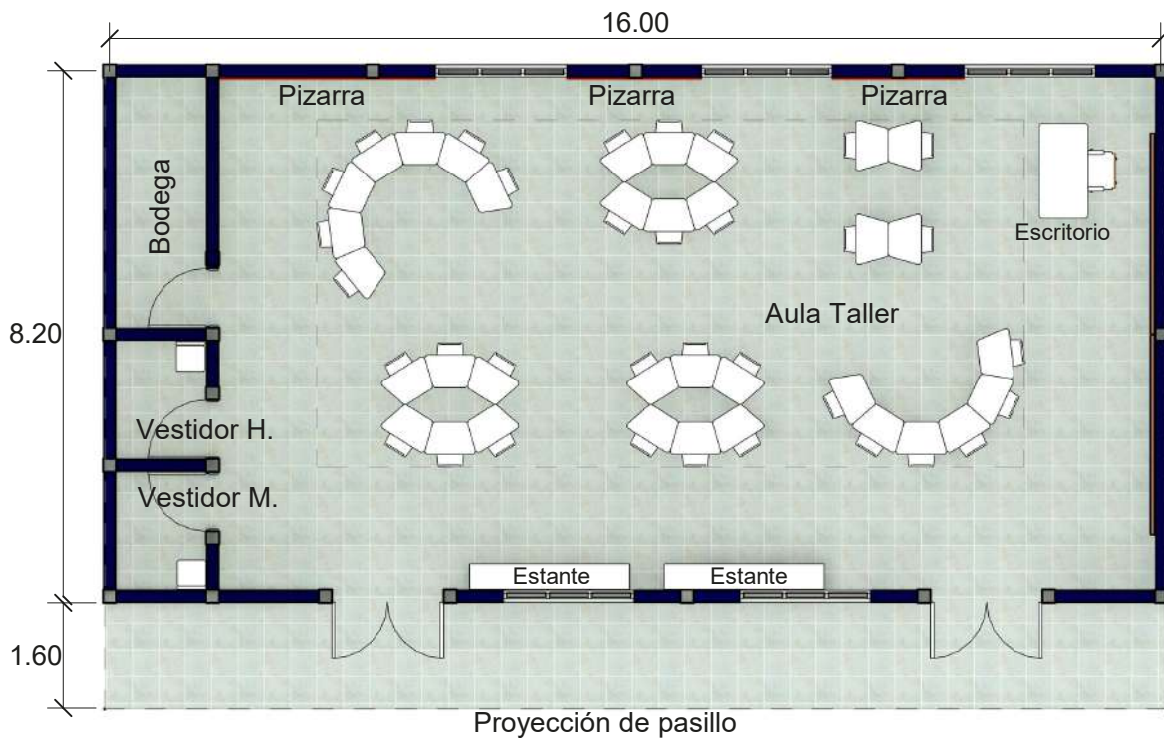 16.00
Pizarra
Pizarra
Pizarra
Bodega
Escritorio
Aula Taller
8.20
Vestidor H.
Vestidor M.
Estante
Estante
1.60
Proyección de pasillo